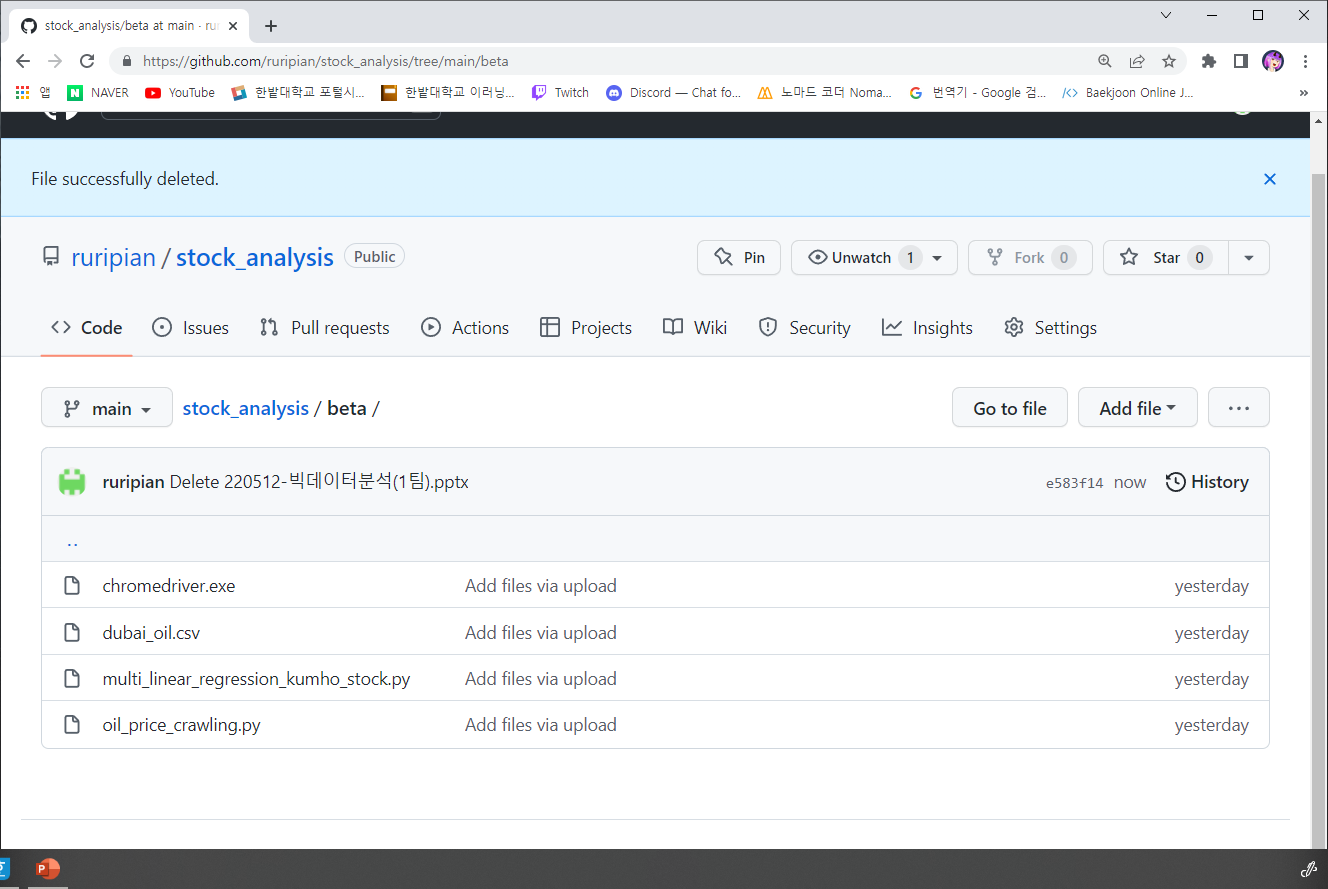 stock_analysis/beta at main · rur
https://github.com/ruripian/stock_analysis/tree/main/beta
앱 NAVER YouTube 한밭대학교 포털시... 한밭대학교 이러닝... Twitch Discord — Chat fo... 노마드 코더 Noma... 번역기 - Google 검... Baekjoon Online J... »
File successfully deleted.
ruripian / stock_analysis Public Pin Unwatch 1 Fork 0 Star 0
Code Issues Pull requests Actions Projects Wiki Security Insights Settings
main stock_analysis / beta / Go to file Add file ...
ruripian Delete 220512-빅데이터분석(1팀).pptx e583f14 now History
..
chromedriver.exe Add files via upload yesterday
dubai_oil.csv Add files via upload yesterday
multi_linear_regression_kumho_stock.py Add files via upload yesterday
oil_price_crawling.py Add files via upload yesterday